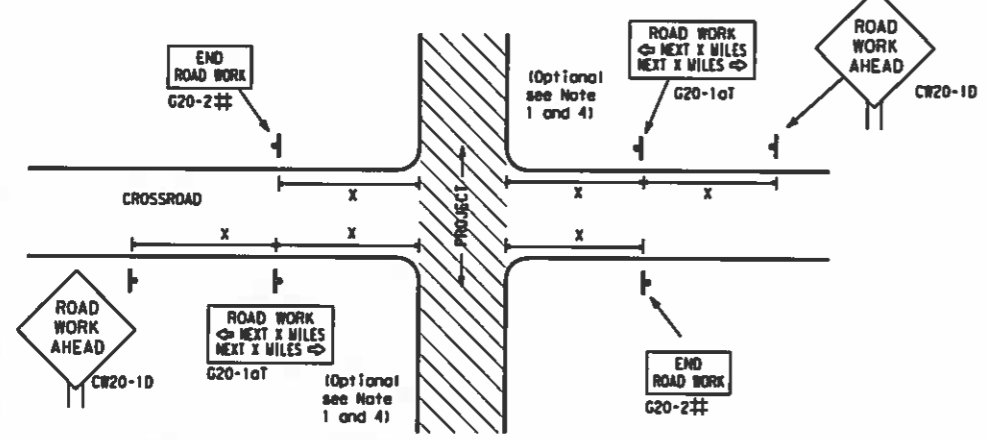 END
ROAD WORK
G20-2#
ROAD WORK
⇦ NEXT X MILES
NEXT X MILES ⇨
G20-1aT
(Optional
see Note
1 and 4)
ROAD
WORK
AHEAD
CW20-1D
CROSSROAD
X
X
X
PROJECT
X
X
X
ROAD
WORK
AHEAD
CW20-1D
ROAD WORK
⇦ NEXT X MILES
NEXT X MILES ⇨
G20-1aT
(Optional
see Note
1 and 4)
END
ROAD WORK
G20-2#